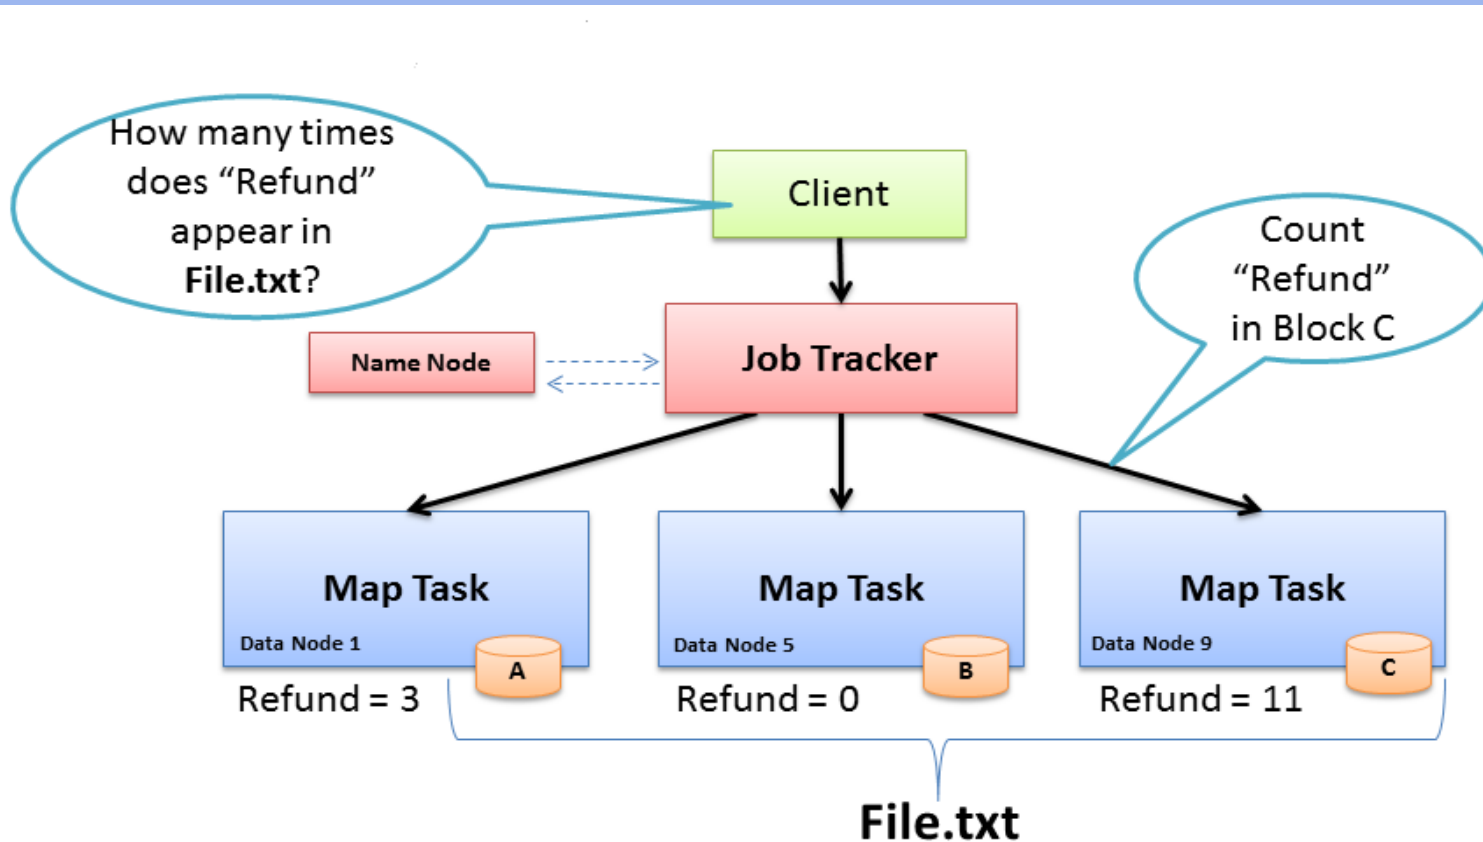 How many times
does “Refund”
appear in
File.txt?
Client
Count
“Refund”
in Block C
Name Node
Job Tracker
Map Task
Data Node 1
A
Refund = 3
Map Task
Data Node 5
B
Refund = 0
Map Task
Data Node 9
C
Refund = 11
File.txt